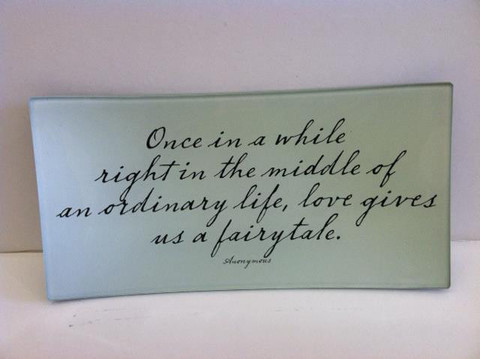 Once in a while
right in the middle of
an ordinary life, love gives
us a fairytale.
Anonymous